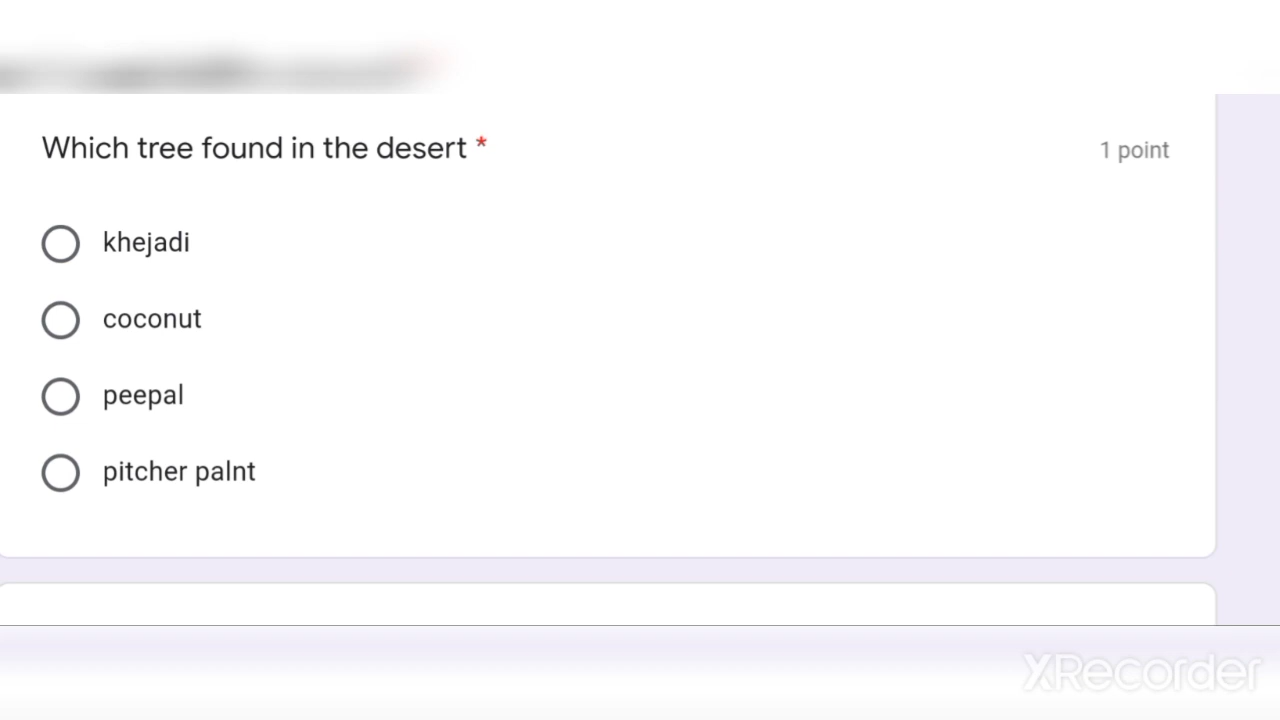 Which tree found in the desert *
1 point
khejadi
coconut
peepal
pitcher palnt
XRecorder